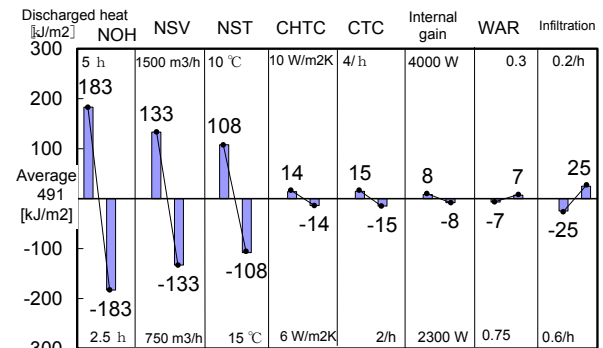 Discharged heat
[kJ/m2] NOH NSV NST CHTC CTC Internal gain WAR Infiltration
300
5 h 1500 m3/h 10 ℃ 10 W/m2K 4/h 4000 W 0.3 0.2/h
200
183 133 108 14 15 8 7 25
100
Average
491
[kJ/m2]
-14 -15 -8 -7 -25
-100
-183 -133 -108
-200
2.5 h 750 m3/h 15 ℃ 6 W/m2K 2/h 2300 W 0.75 0.6/h
-300